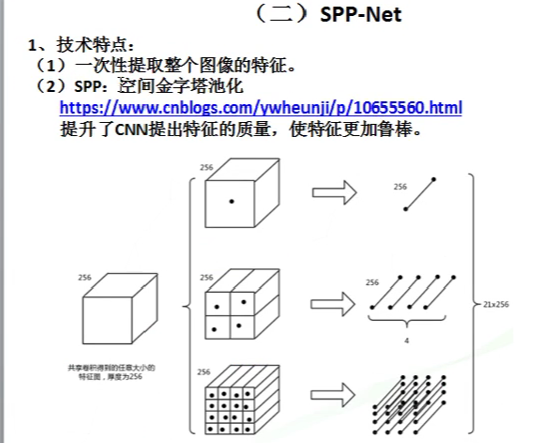 （二）SPP-Net
1、技术特点：
（1）一次性提取整个图像的特征。
（2）SPP：空间金字塔池化
https://www.cnblogs.com/ywheunji/p/10655560.html
提升了CNN提出特征的质量，使特征更加鲁棒。
256
256
256
256
256
4
21x256
共享卷积得到的任意大小的
特征图，厚度为256
256